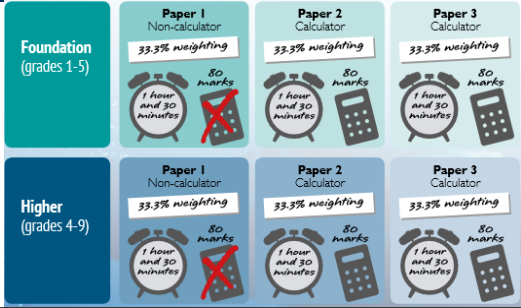 Foundation
(grades 1-5)
Paper 1
Non-calculator
33.3% weighting
1 hour
and 30
minutes
80
marks
Paper 2
Calculator
33.3% weighting
1 hour
and 30
minutes
80
marks
Paper 3
Calculator
33.3% weighting
1 hour
and 30
minutes
80
marks
Higher
(grades 4-9)
Paper 1
Non-calculator
33.3% weighting
1 hour
and 30
minutes
80
marks
Paper 2
Calculator
33.3% weighting
1 hour
and 30
minutes
80
marks
Paper 3
Calculator
33.3% weighting
1 hour
and 30
minutes
80
marks